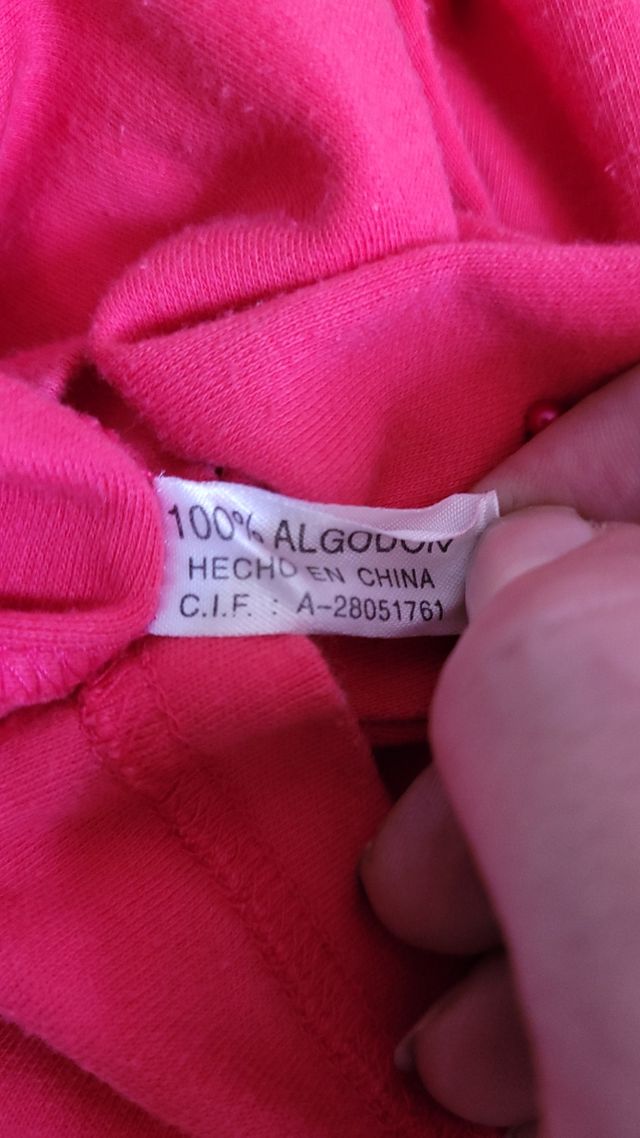 100% ALGODON
HECHO EN CHINA
C.I.F. : A-28051761